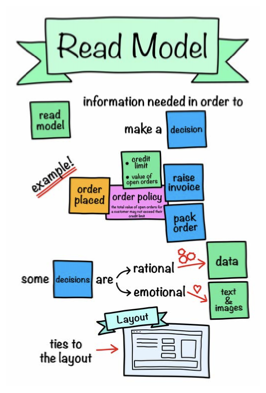 Read Model
information needed in order to
read
model
make a decision
example!
• credit
limit
• value of
open orders
raise
invoice
order
placed
order policy
the total value of open orders for
a customer may not exceed their
credit limit
pack
order
some decisions are
rational
80
data
emotional
text
&
images
Layout
ties to
the layout